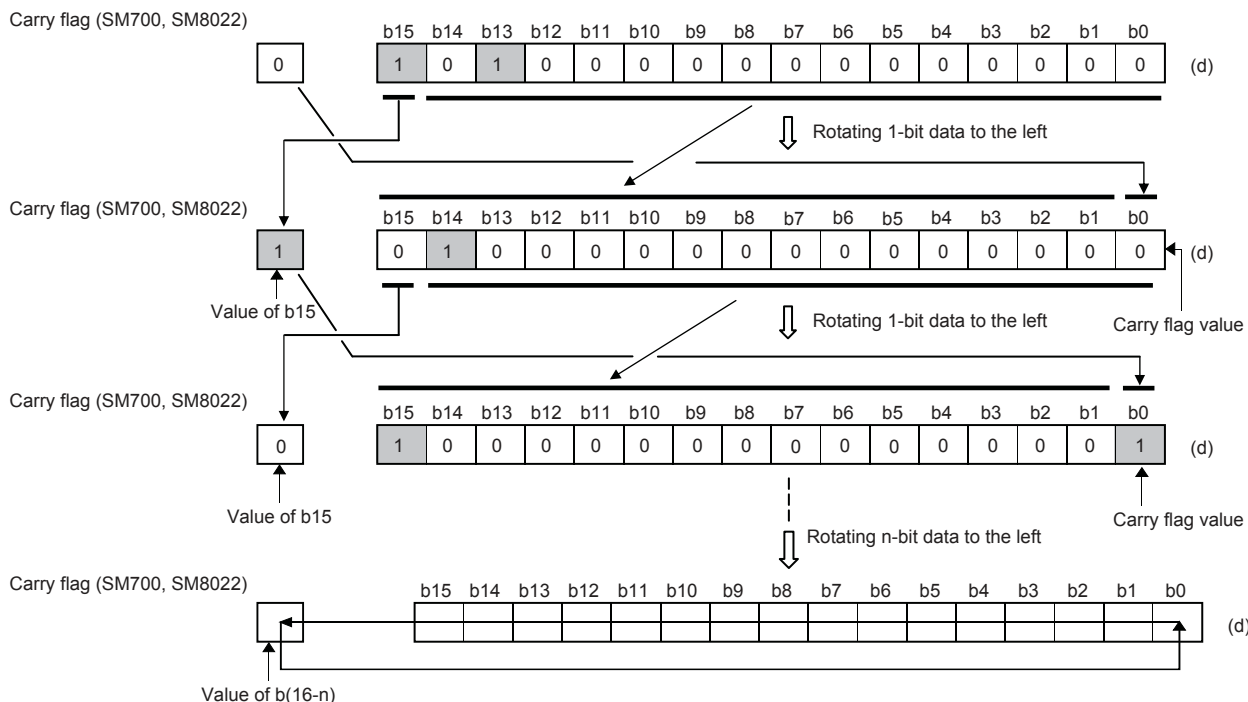 Carry flag (SM700, SM8022)
b15 b14 b13 b12 b11 b10 b9 b8 b7 b6 b5 b4 b3 b2 b1 b0
0 1 0 1 0 0 0 0 0 0 0 0 0 0 0 0 0 (d)
Rotating 1-bit data to the left
Carry flag (SM700, SM8022)
b15 b14 b13 b12 b11 b10 b9 b8 b7 b6 b5 b4 b3 b2 b1 b0
1 0 1 0 0 0 0 0 0 0 0 0 0 0 0 0 0 (d)
Value of b15
Rotating 1-bit data to the left
Carry flag value
Carry flag (SM700, SM8022)
b15 b14 b13 b12 b11 b10 b9 b8 b7 b6 b5 b4 b3 b2 b1 b0
0 1 0 0 0 0 0 0 0 0 0 0 0 0 0 0 1 (d)
Value of b15
Carry flag value
Rotating n-bit data to the left
Carry flag (SM700, SM8022)
b15 b14 b13 b12 b11 b10 b9 b8 b7 b6 b5 b4 b3 b2 b1 b0
(d)
Value of b(16-n)